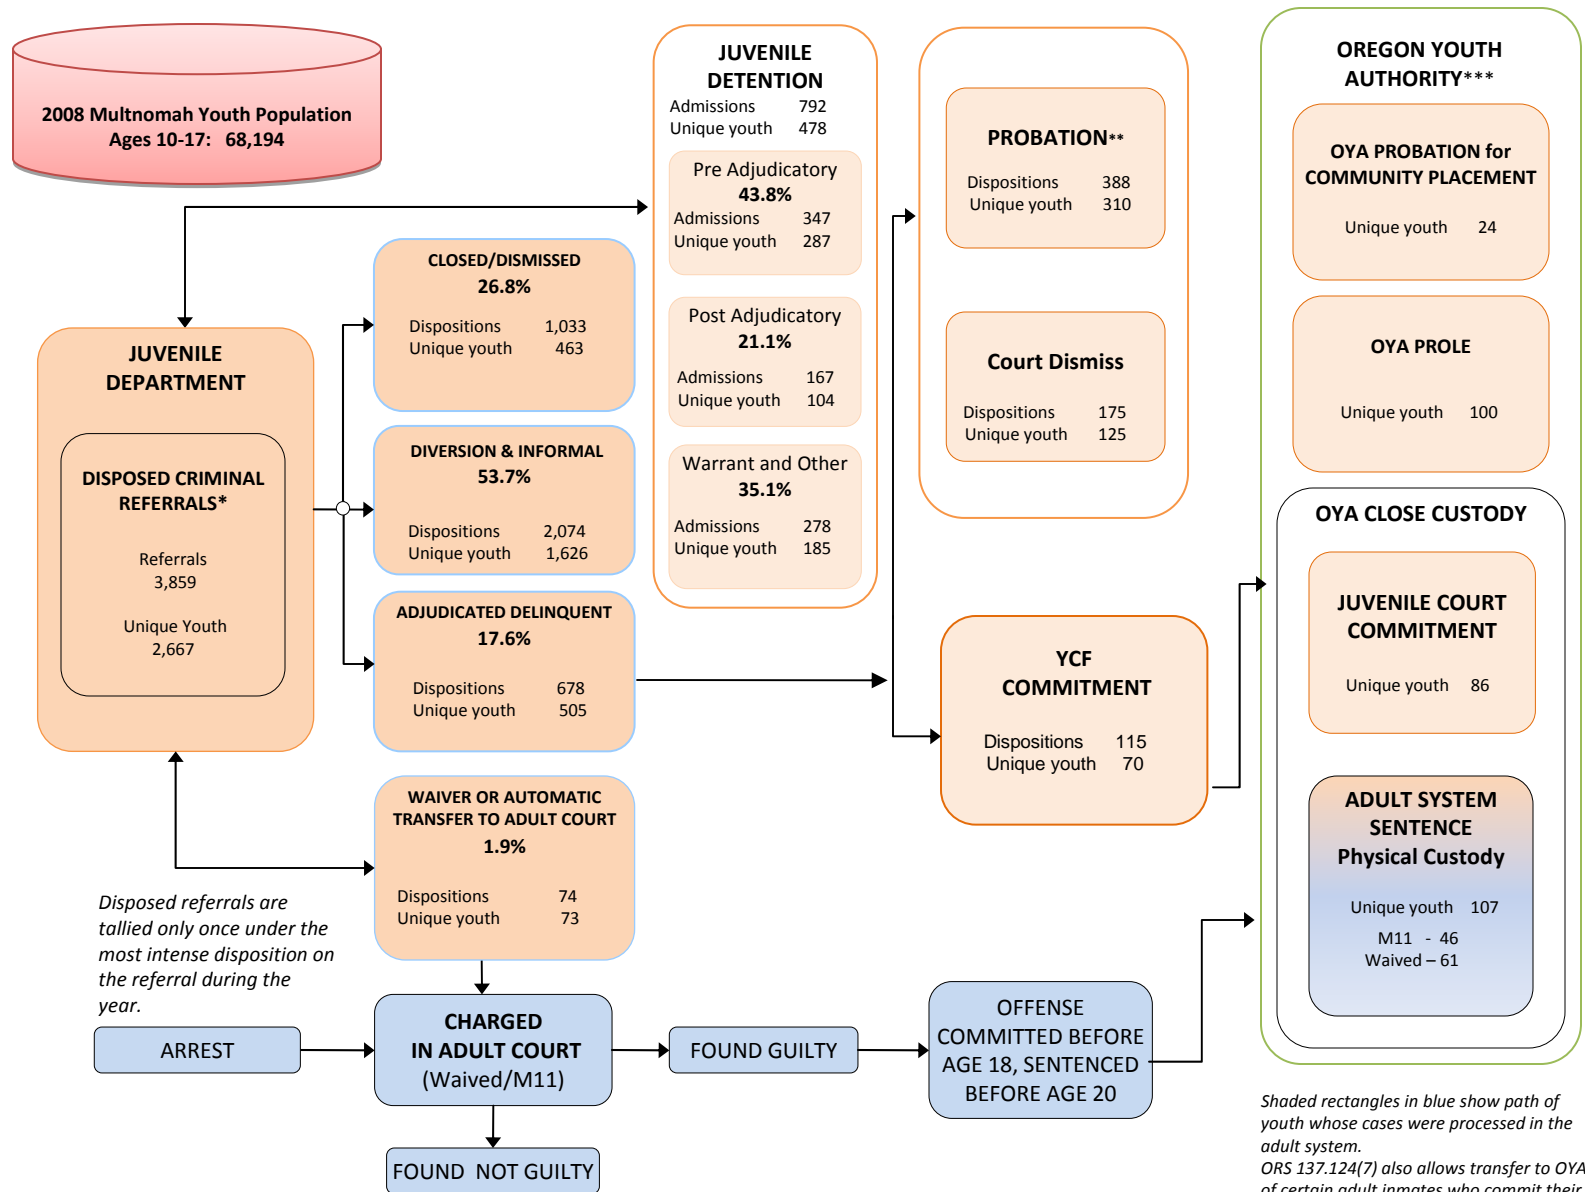 2008 Multnomah Youth Population
Ages 10-17: 68,194
JUVENILE
DEPARTMENT
DISPOSED CRIMINAL
REFERRALS*
Referrals
3,859
Unique Youth
2,667
CLOSED/DISMISSED
26.8%
Dispositions 1,033
Unique youth 463
DIVERSION & INFORMAL
53.7%
Dispositions 2,074
Unique youth 1,626
ADJUDICATED DELINQUENT
17.6%
Dispositions 678
Unique youth 505
WAIVER OR AUTOMATIC
TRANSFER TO ADULT COURT
1.9%
Dispositions 74
Unique youth 73
JUVENILE
DETENTION
Admissions 792
Unique youth 478
Pre Adjudicatory
43.8%
Admissions 347
Unique youth 287
Post Adjudicatory
21.1%
Admissions 167
Unique youth 104
Warrant and Other
35.1%
Admissions 278
Unique youth 185
PROBATION**
Dispositions 388
Unique youth 310
Court Dismiss
Dispositions 175
Unique youth 125
YCF
COMMITMENT
Dispositions 115
Unique youth 70
OREGON YOUTH
AUTHORITY***
OYA PROBATION for
COMMUNITY PLACEMENT
Unique youth 24
OYA PROLE
Unique youth 100
OYA CLOSE CUSTODY
JUVENILE COURT
COMMITMENT
Unique youth 86
ADULT SYSTEM
SENTENCE
Physical Custody
Unique youth 107
M11 - 46
Waived – 61
Disposed referrals are
tallied only once under the
most intense disposition on
the referral during the
year.
ARREST
CHARGED
IN ADULT COURT
(Waived/M11)
FOUND GUILTY
OFFENSE
COMMITTED BEFORE
AGE 18, SENTENCED
BEFORE AGE 20
FOUND NOT GUILTY
Shaded rectangles in blue show path of
youth whose cases were processed in the
adult system.
ORS 137.124(7) also allows transfer to OYA
of certain adult inmates who commit their